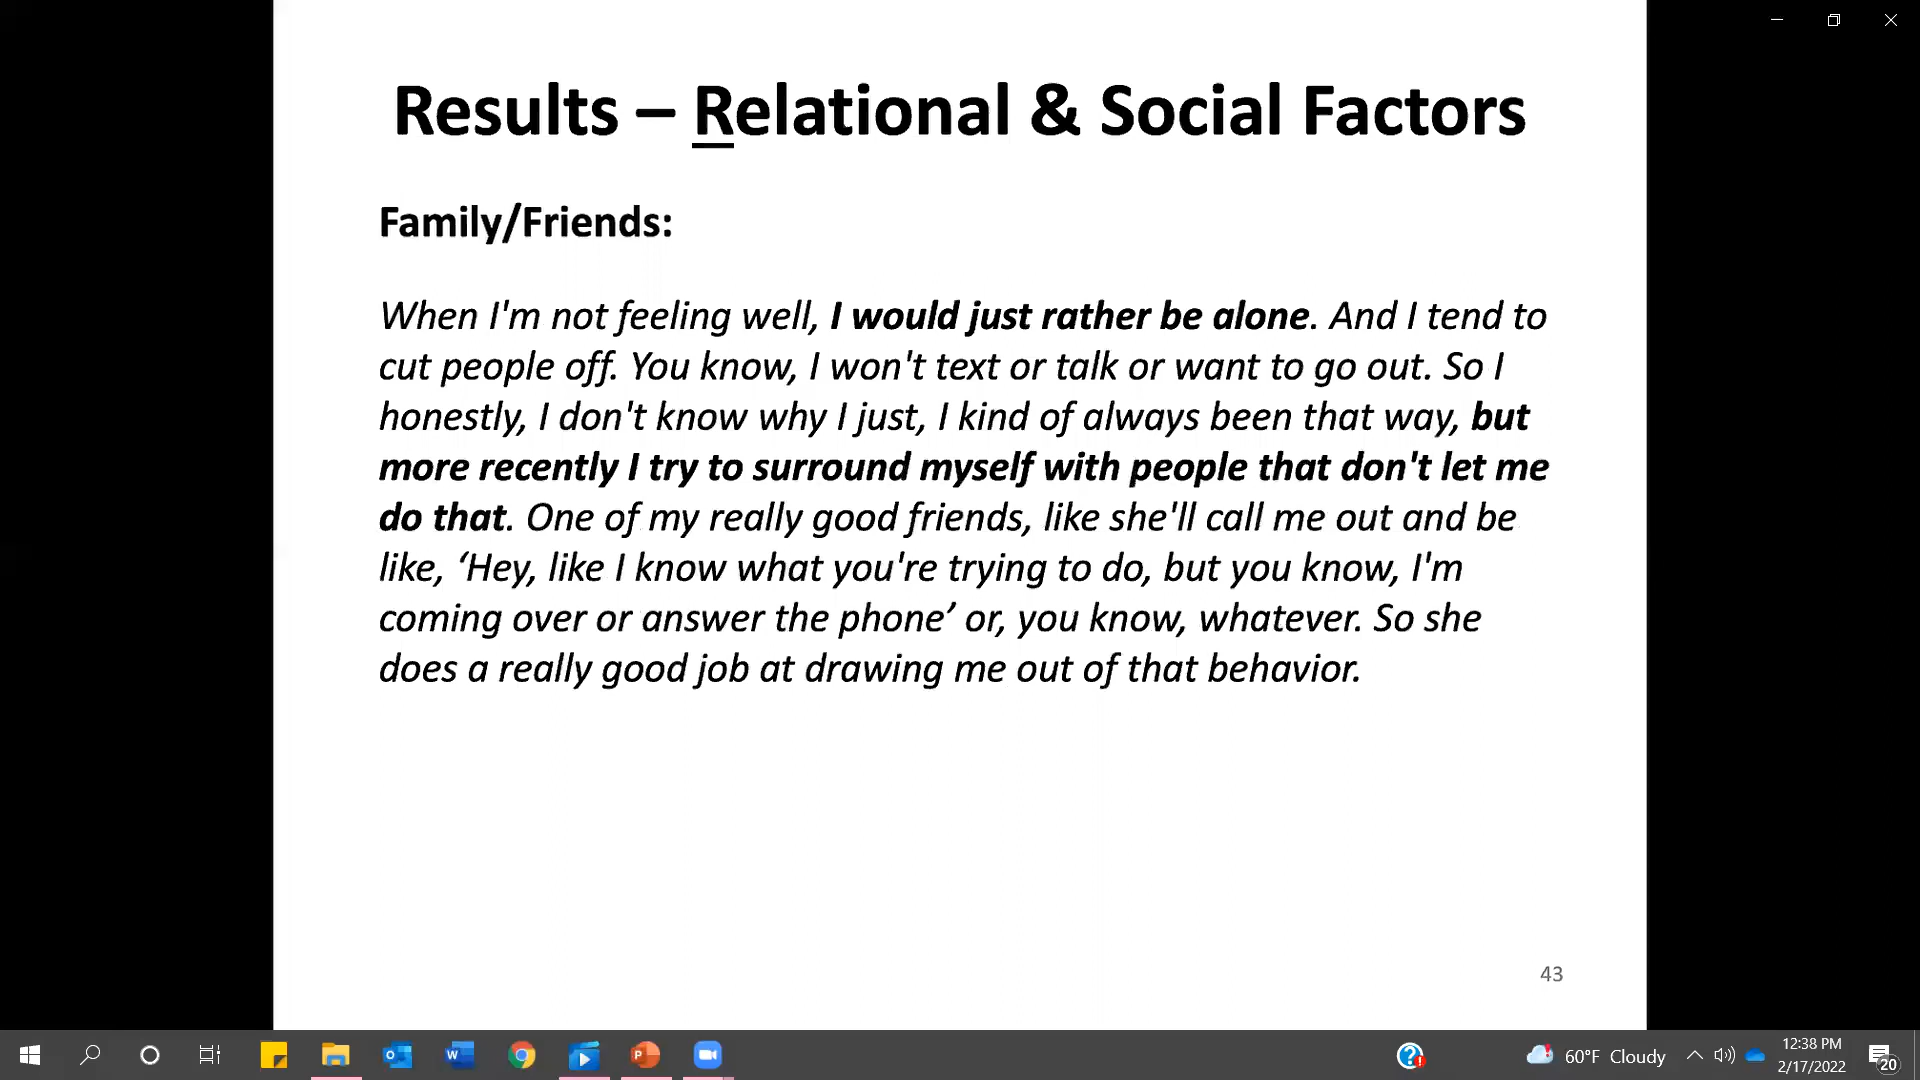 Results – Relational & Social Factors
Family/Friends:
When I'm not feeling well, I would just rather be alone. And I tend to
cut people off. You know, I won't text or talk or want to go out. So I
honestly, I don't know why I just, I kind of always been that way, but
more recently I try to surround myself with people that don't let me
do that. One of my really good friends, like she'll call me out and be
like, ‘Hey, like I know what you're trying to do, but you know, I'm
coming over or answer the phone’ or, you know, whatever. So she
does a really good job at drawing me out of that behavior.
43
60°F Cloudy
12:38 PM
2/17/2022
20